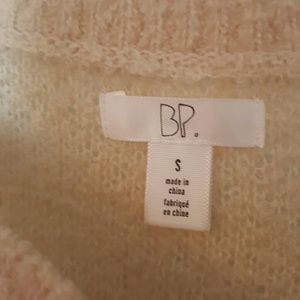 BP.
S
made in
china
fabriqué
en chine